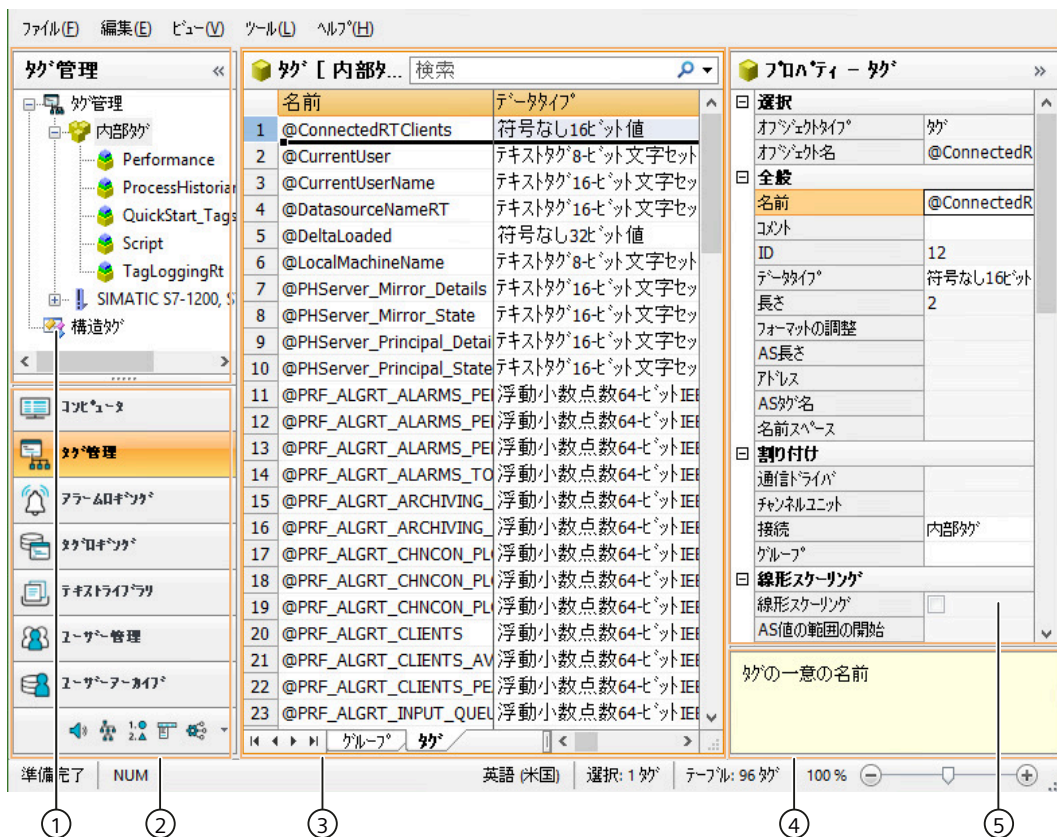 ファイル(F) 編集(E) ビュー(V) ツール(L) ヘルプ(H)
タグ管理 «
タグ管理
内部タグ
Performance
ProcessHistorian
QuickStart_Tags
Script
TagLoggingRt
SIMATIC S7-1200, S
構造タグ
コンピュータ
タグ管理
アラームロギング
タグロギング
テキストライブラリ
ユーザー管理
ユーザーアーカイブ
タグ [ 内部タ... 検索
名前 データタイプ
1 @ConnectedRTClients 符号なし16ビット値
2 @CurrentUser テキストタグ8-ビット文字セット
3 @CurrentUserName テキストタグ16-ビット文字セッ
4 @DatasourceNameRT テキストタグ16-ビット文字セッ
5 @DeltaLoaded 符号なし32ビット値
6 @LocalMachineName テキストタグ8-ビット文字セット
7 @PHServer_Mirror_Details テキストタグ16-ビット文字セッ
8 @PHServer_Mirror_State テキストタグ16-ビット文字セッ
9 @PHServer_Principal_Detai テキストタグ16-ビット文字セッ
10 @PHServer_Principal_State テキストタグ16-ビット文字セッ
11 @PRF_ALGRT_ALARMS_PE 浮動小数点数64-ビットIEE
12 @PRF_ALGRT_ALARMS_PE 浮動小数点数64-ビットIEE
13 @PRF_ALGRT_ALARMS_PE 浮動小数点数64-ビットIEE
14 @PRF_ALGRT_ALARMS_TO 浮動小数点数64-ビットIEE
15 @PRF_ALGRT_ARCHIVING_ 浮動小数点数64-ビットIEE
16 @PRF_ALGRT_ARCHIVING_ 浮動小数点数64-ビットIEE
17 @PRF_ALGRT_CHNCON_PL 浮動小数点数64-ビットIEE
18 @PRF_ALGRT_CHNCON_PL 浮動小数点数64-ビットIEE
19 @PRF_ALGRT_CHNCON_PL 浮動小数点数64-ビットIEE
20 @PRF_ALGRT_CLIENTS 浮動小数点数64-ビットIEE
21 @PRF_ALGRT_CLIENTS_AV 浮動小数点数64-ビットIEE
22 @PRF_ALGRT_CLIENTS_PE 浮動小数点数64-ビットIEE
23 @PRF_ALGRT_INPUT_QUEU 浮動小数点数64-ビットIEE
グループ タグ
プロパティ - タグ »
選択
オブジェクトタイプ タグ
オブジェクト名 @ConnectedR
全般
名前 @ConnectedR
コメント
ID 12
データタイプ 符号なし16ビット
長さ 2
フォーマットの調整
AS長さ
アドレス
ASタグ名
名前スペース
割り付け
通信ドライバ
チャンネルユニット
接続 内部タグ
グループ
線形スケーリング
線形スケーリング
AS値の範囲の開始
タグの一意の名前
準備完了 NUM 英語 (米国) 選択: 1 タグ テーブル: 96 タグ 100 %
① ② ③ ④ ⑤